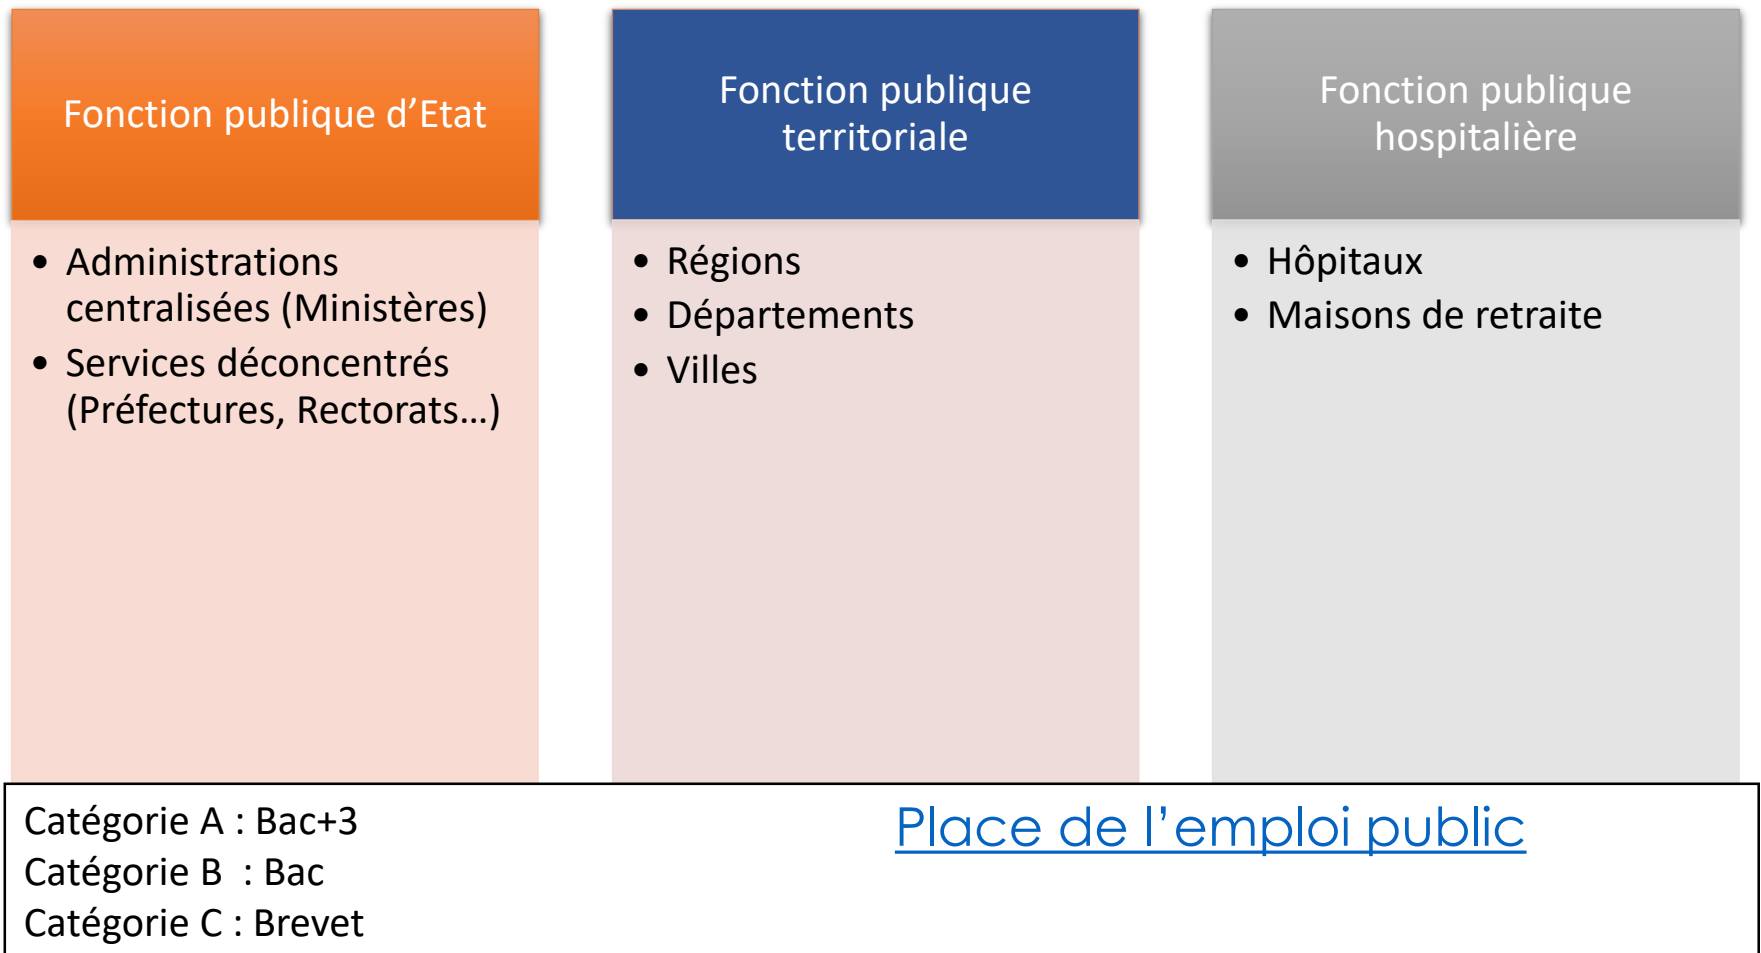 Fonction publique d’Etat
• Administrations
centralisées (Ministères)
• Services déconcentrés
(Préfectures, Rectorats…)
Fonction publique
territoriale
• Régions
• Départements
• Villes
Fonction publique
hospitalière
• Hôpitaux
• Maisons de retraite
Catégorie A : Bac+3
Catégorie B  : Bac
Catégorie C : Brevet
Place de l’emploi public